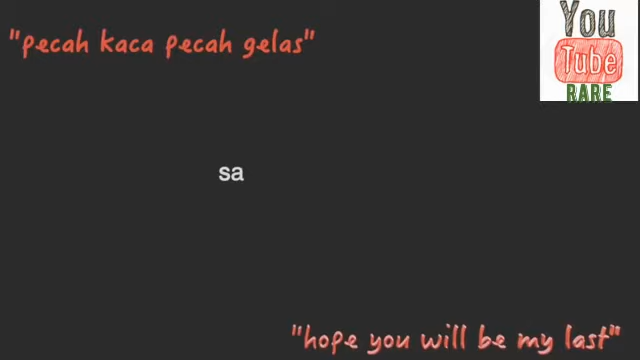 "pecah kaca pecah gelas"
You
Tube
RARE
sa
"hope you will be my last"